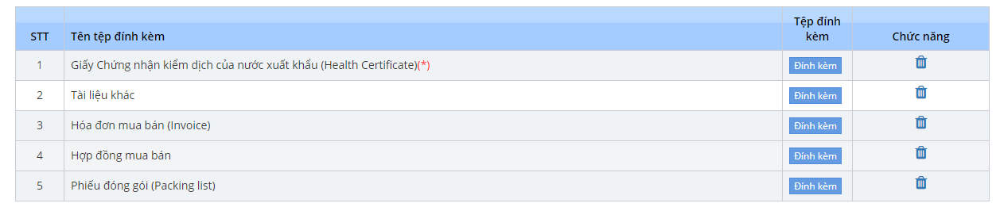 STT Tên tệp đính kèm Tệp đính kèm Chức năng
1 Giấy Chứng nhận kiểm dịch của nước xuất khẩu (Health Certificate)(*) Đính kèm
2 Tài liệu khác Đính kèm
3 Hóa đơn mua bán (Invoice) Đính kèm
4 Hợp đồng mua bán Đính kèm
5 Phiếu đóng gói (Packing list) Đính kèm